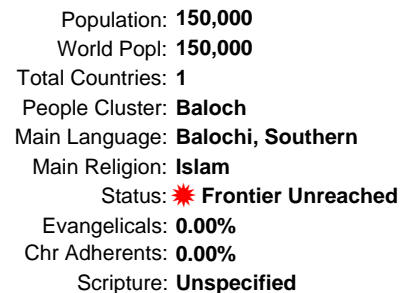 Population: 150,000
World Popl: 150,000
Total Countries: 1
People Cluster: Baloch
Main Language: Balochi, Southern
Main Religion: Islam
Status: Frontier Unreached
Evangelicals: 0.00%
Chr Adherents: 0.00%
Scripture: Unspecified